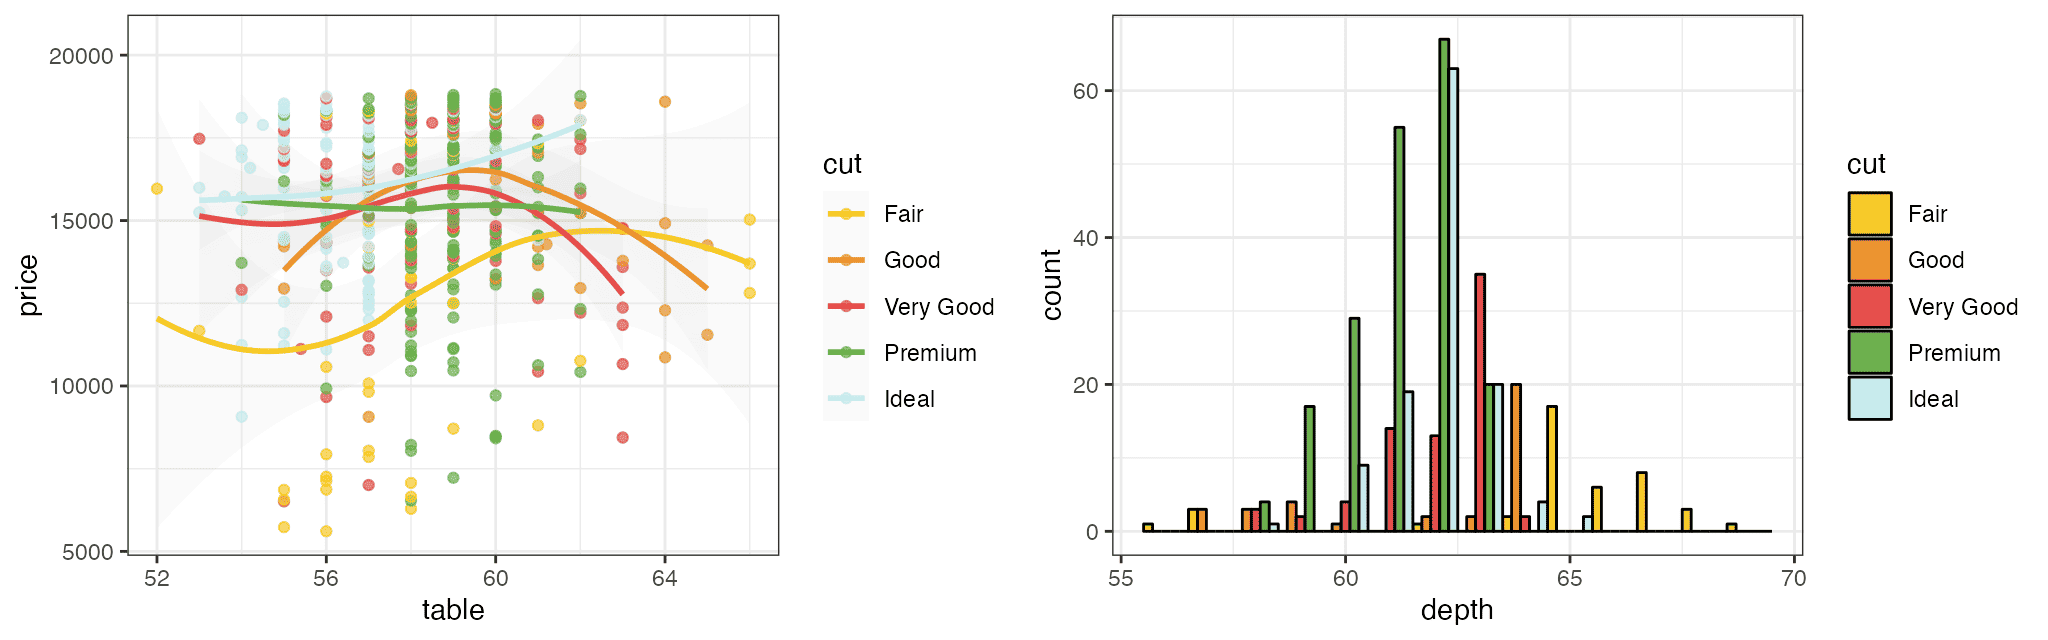 20000
15000
10000
5000
price
52
56
60
64
table
cut
Fair
Good
Very Good
Premium
Ideal
60
40
20
0
count
55
60
65
70
depth
cut
Fair
Good
Very Good
Premium
Ideal